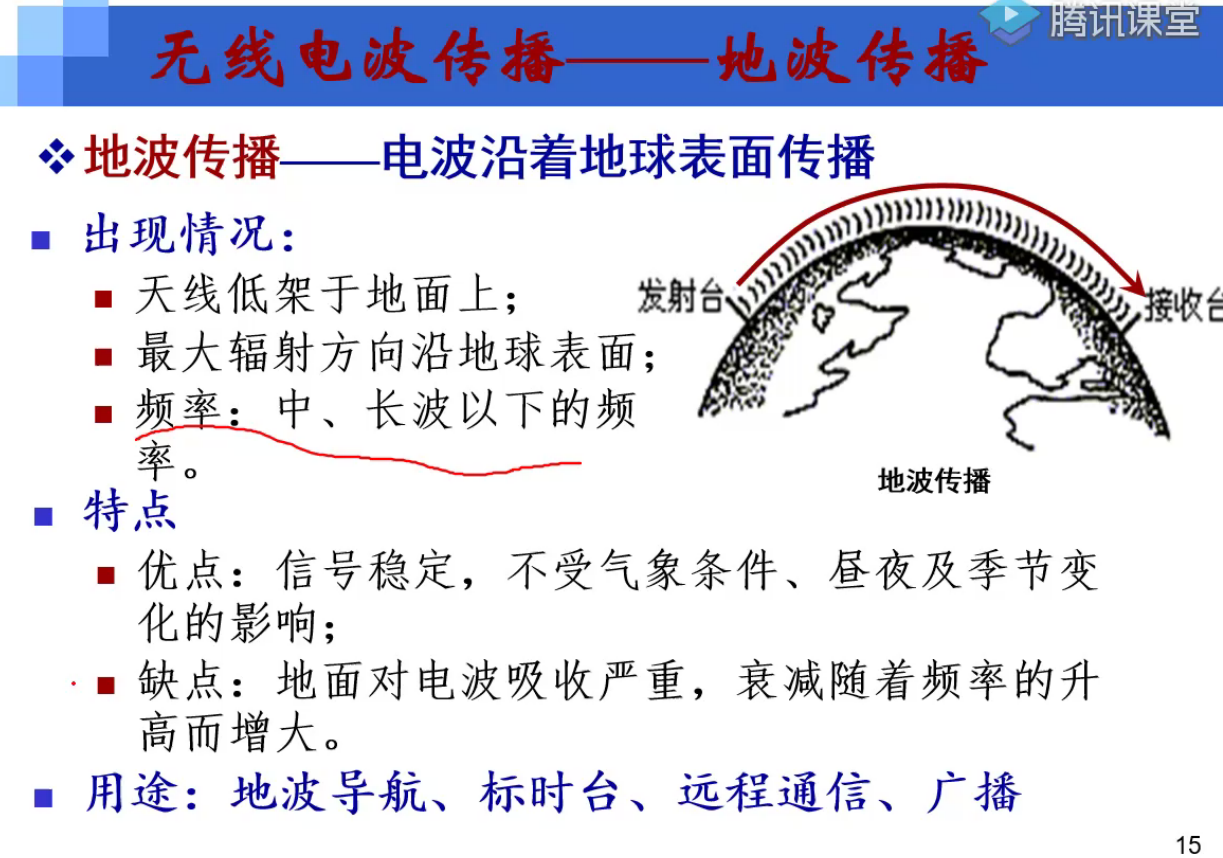 腾讯课堂
无线电波传播——地波传播
地波传播——电波沿着地球表面传播
出现情况：
天线低架于地面上；
最大辐射方向沿地球表面；
频率：中、长波以下的频
率。
发射台
接收台
地波传播
特点
优点：信号稳定，不受气象条件、昼夜及季节变
化的影响；
缺点：地面对电波吸收严重，衰减随着频率的升
高而增大。
用途：地波导航、标时台、远程通信、广播
15